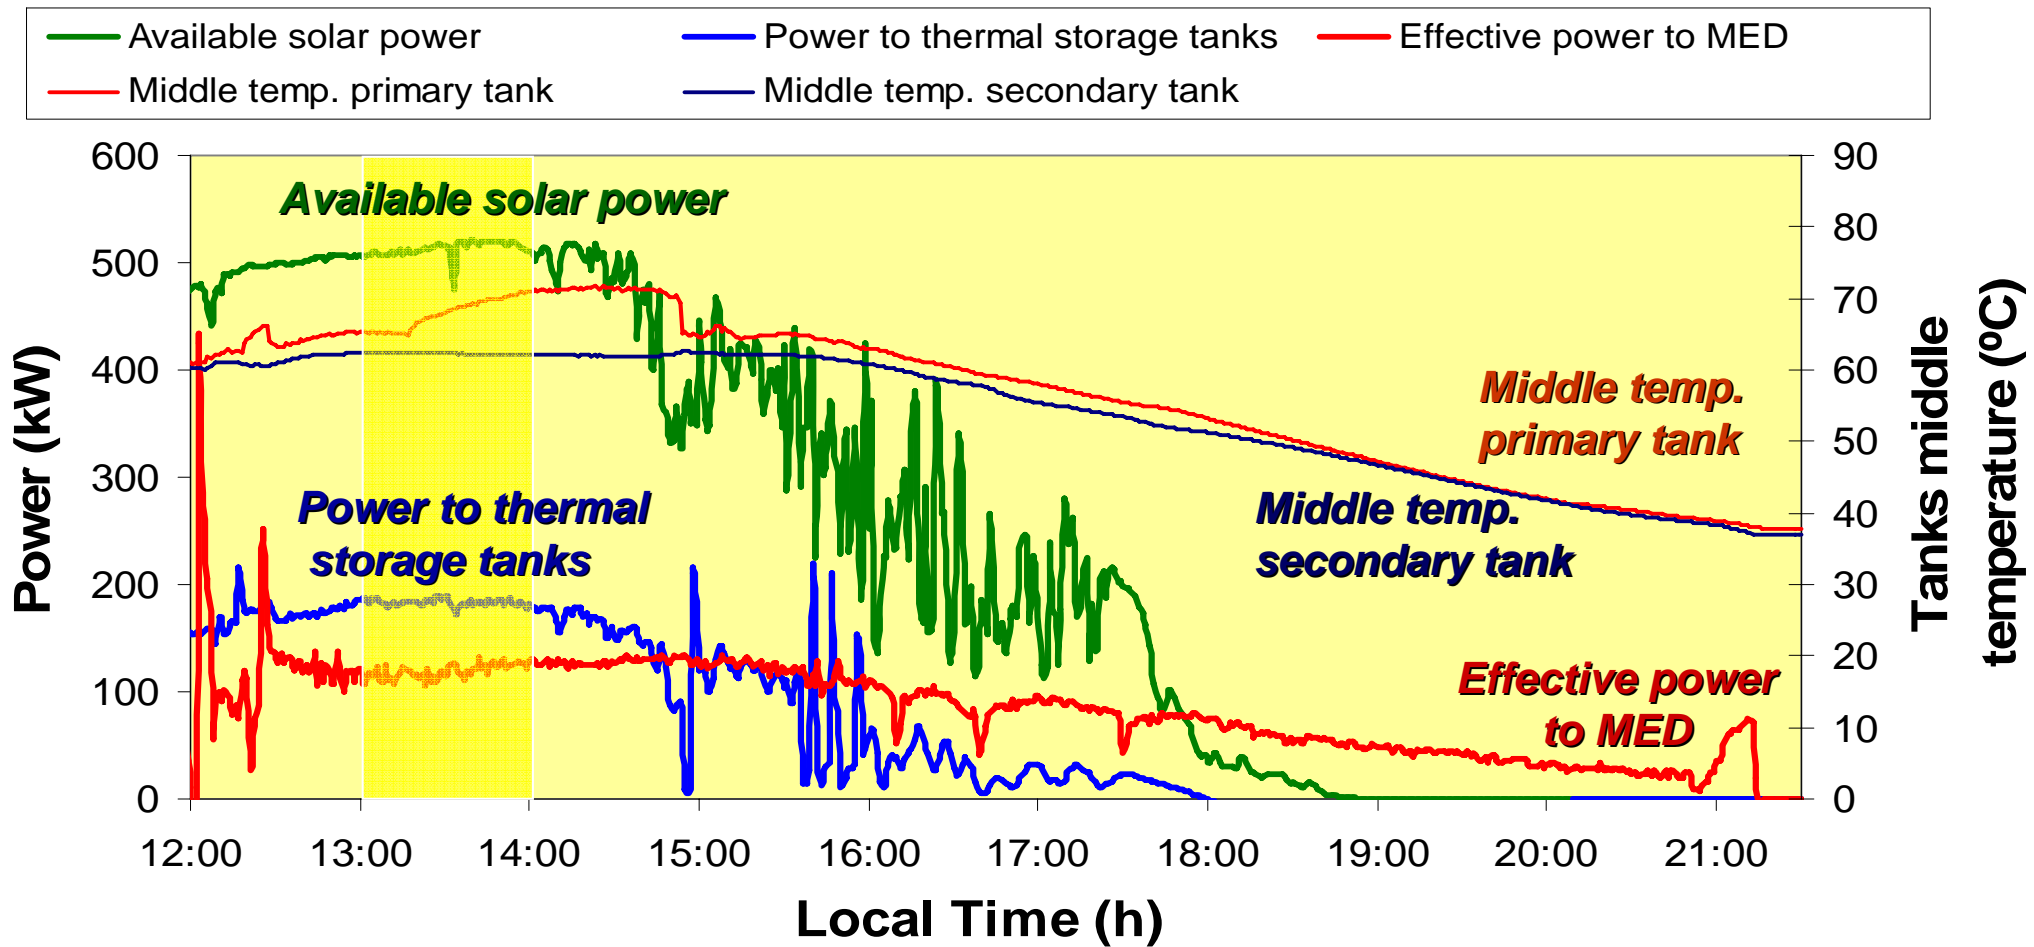 Available solar power
Power to thermal storage tanks
Effective power to MED
Middle temp. primary tank
Middle temp. secondary tank
600
500
400
300
200
100
0
Power (kW)
90
80
70
60
50
40
30
20
10
0
Tanks middle
temperature (ºC)
Available solar power
Power to thermal
storage tanks
Middle temp.
primary tank
Middle temp.
secondary tank
Effective power
to MED
12:00 13:00 14:00 15:00 16:00 17:00 18:00 19:00 20:00 21:00
Local Time (h)